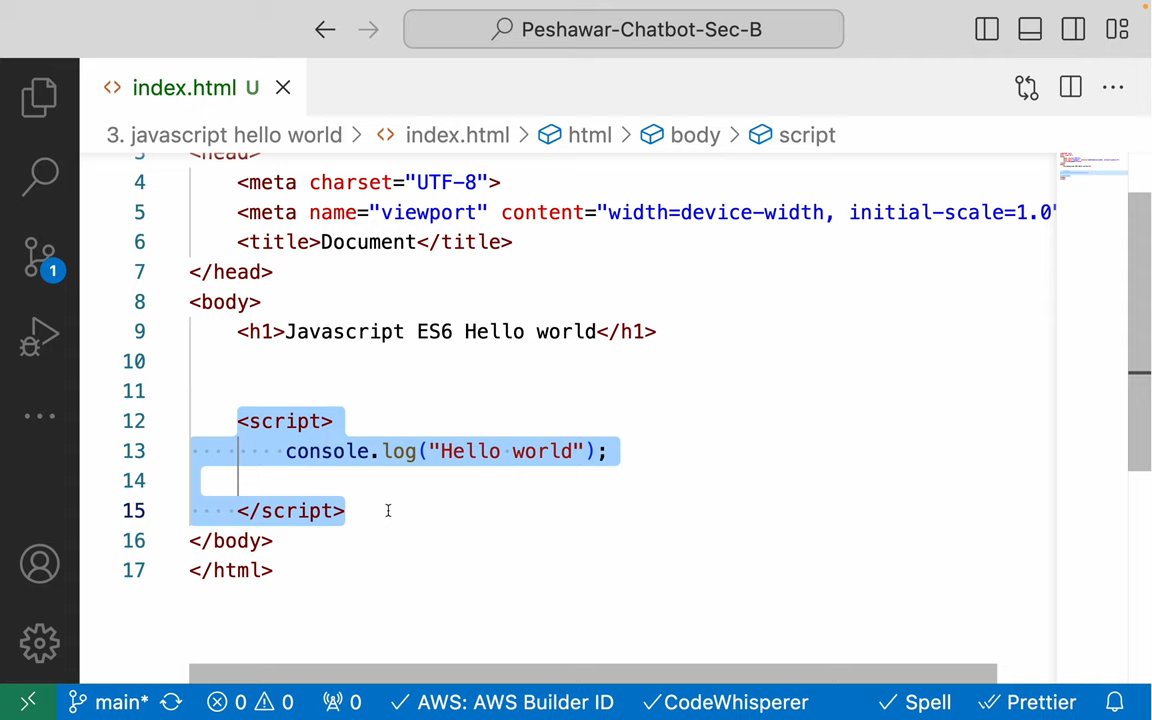 Peshawar-Chatbot-Sec-B
<> index.html U
3. javascript hello world > <> index.html > html > body > script
3 <head>
4 <meta charset="UTF-8">
5 <meta name="viewport" content="width=device-width, initial-scale=1.0"
6 <title>Document</title>
7 </head>
8 <body>
9 <h1>Javascript ES6 Hello world</h1>
10
11
12 <script>
13 console.log("Hello world");
14
15 </script>
16 </body>
17 </html>
1
main* 0 0 0 AWS: AWS Builder ID CodeWhisperer Spell Prettier